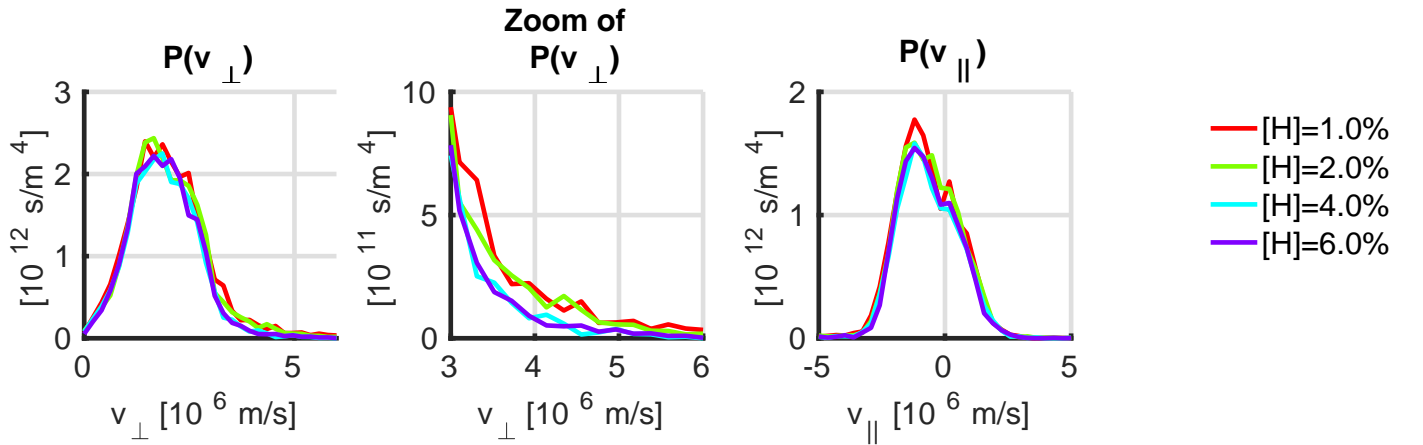 P(v ⊥)
3
2
1
0
[10 12 s/m 4]
0
5
v⊥ [10 6 m/s]
Zoom of
P(v ⊥)
10
5
0
[10 11 s/m 4]
3
4
5
6
v⊥ [10 6 m/s]
P(v ||)
2
1
0
[10 12 s/m 4]
-5
0
5
v|| [10 6 m/s]
[H]=1.0%
[H]=2.0%
[H]=4.0%
[H]=6.0%